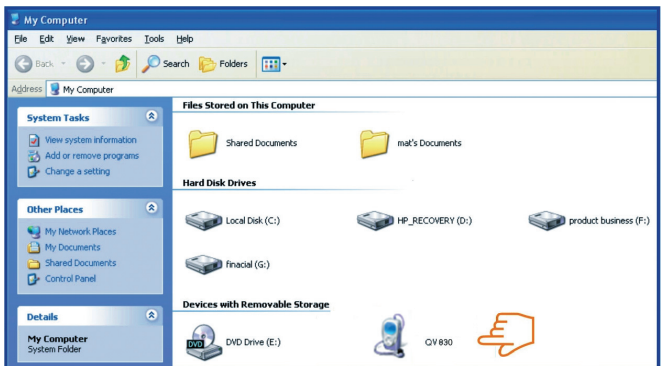 My Computer
File Edit View Favorites Tools Help
Back Search Folders
Address My Computer
System Tasks
View system information
Add or remove programs
Change a setting
Other Places
My Network Places
My Documents
Shared Documents
Control Panel
Details
My Computer
System Folder
Files Stored on This Computer
Shared Documents mat's Documents
Hard Disk Drives
Local Disk (C:) HP_RECOVERY (D:) product business (F:)
finacial (G:)
Devices with Removable Storage
DVD DVD Drive (E:) QV 830